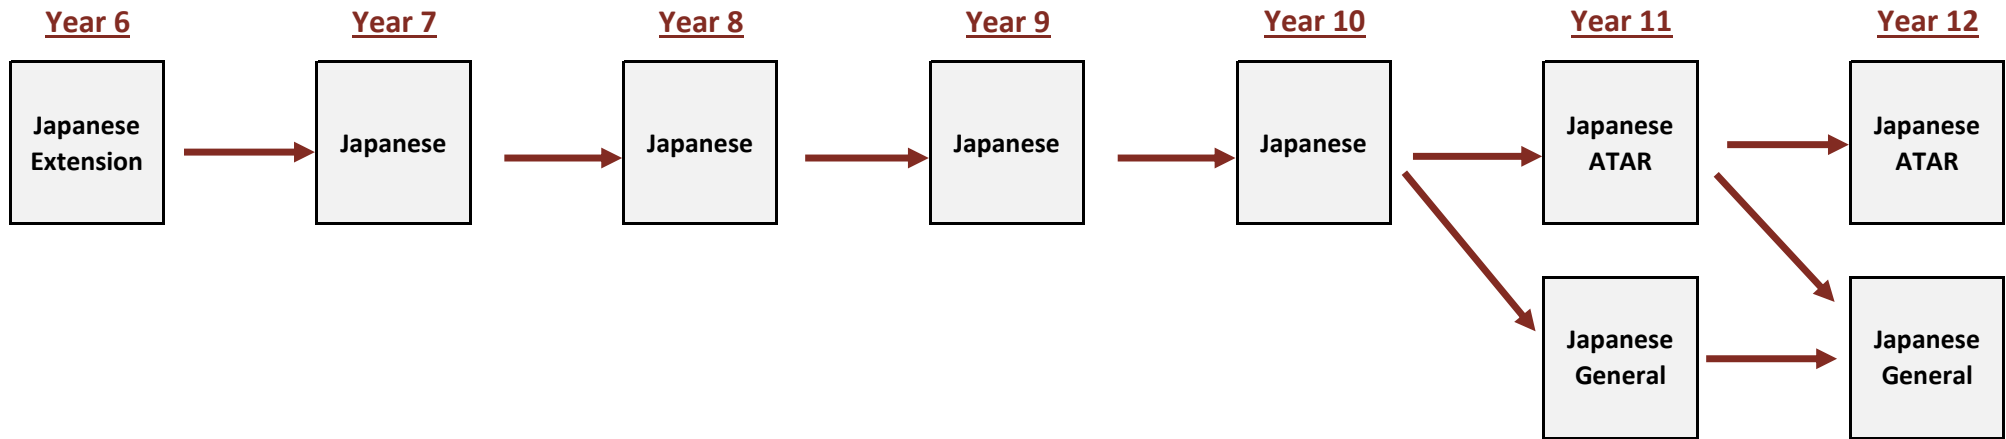 Year 6
Year 7
Year 8
Year 9
Year 10
Year 11
Year 12
Japanese
Extension
Japanese
Japanese
Japanese
Japanese
Japanese
ATAR
Japanese
ATAR
Japanese
General
Japanese
General